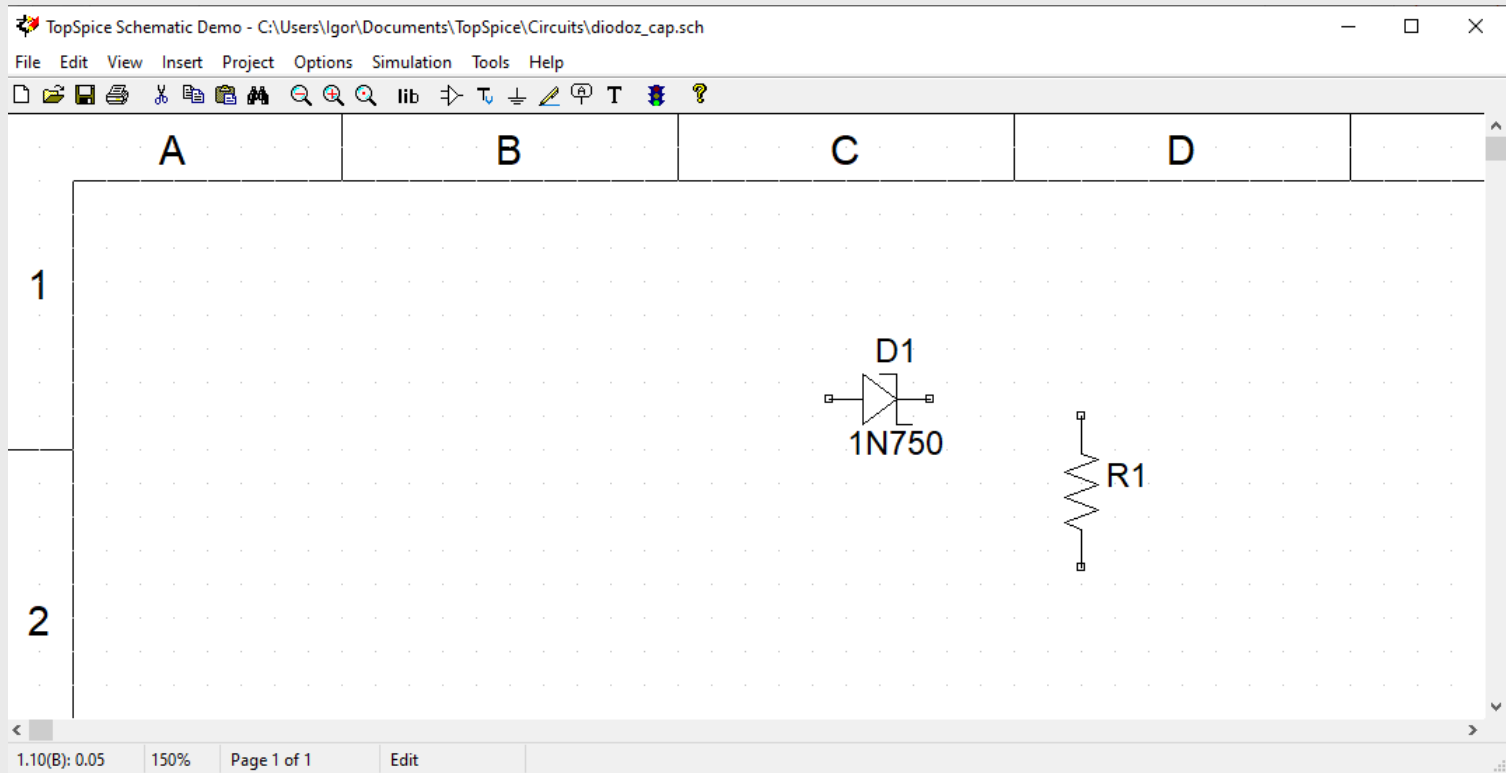 TopSpice Schematic Demo - C:\Users\Igor\Documents\TopSpice\Circuits\diodoz_cap.sch
File Edit View Insert Project Options Simulation Tools Help
lib T T
A B C D
1
D1
1N750
R1
2
1.10(B): 0.05 150% Page 1 of 1 Edit